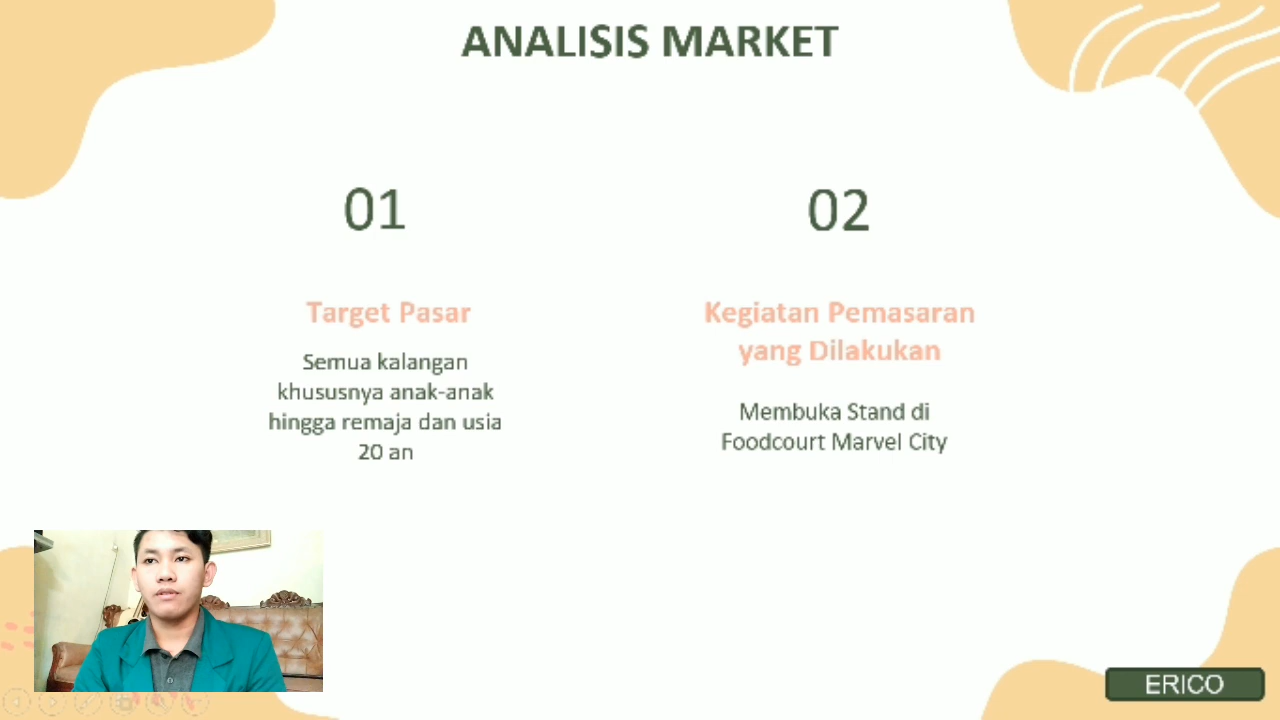 ANALISIS MARKET
01
Target Pasar
Semua kalangan
khususnya anak-anak
hingga remaja dan usia
20 an
02
Kegiatan Pemasaran
yang Dilakukan
Membuka Stand di
Foodcourt Marvel City
ERICO